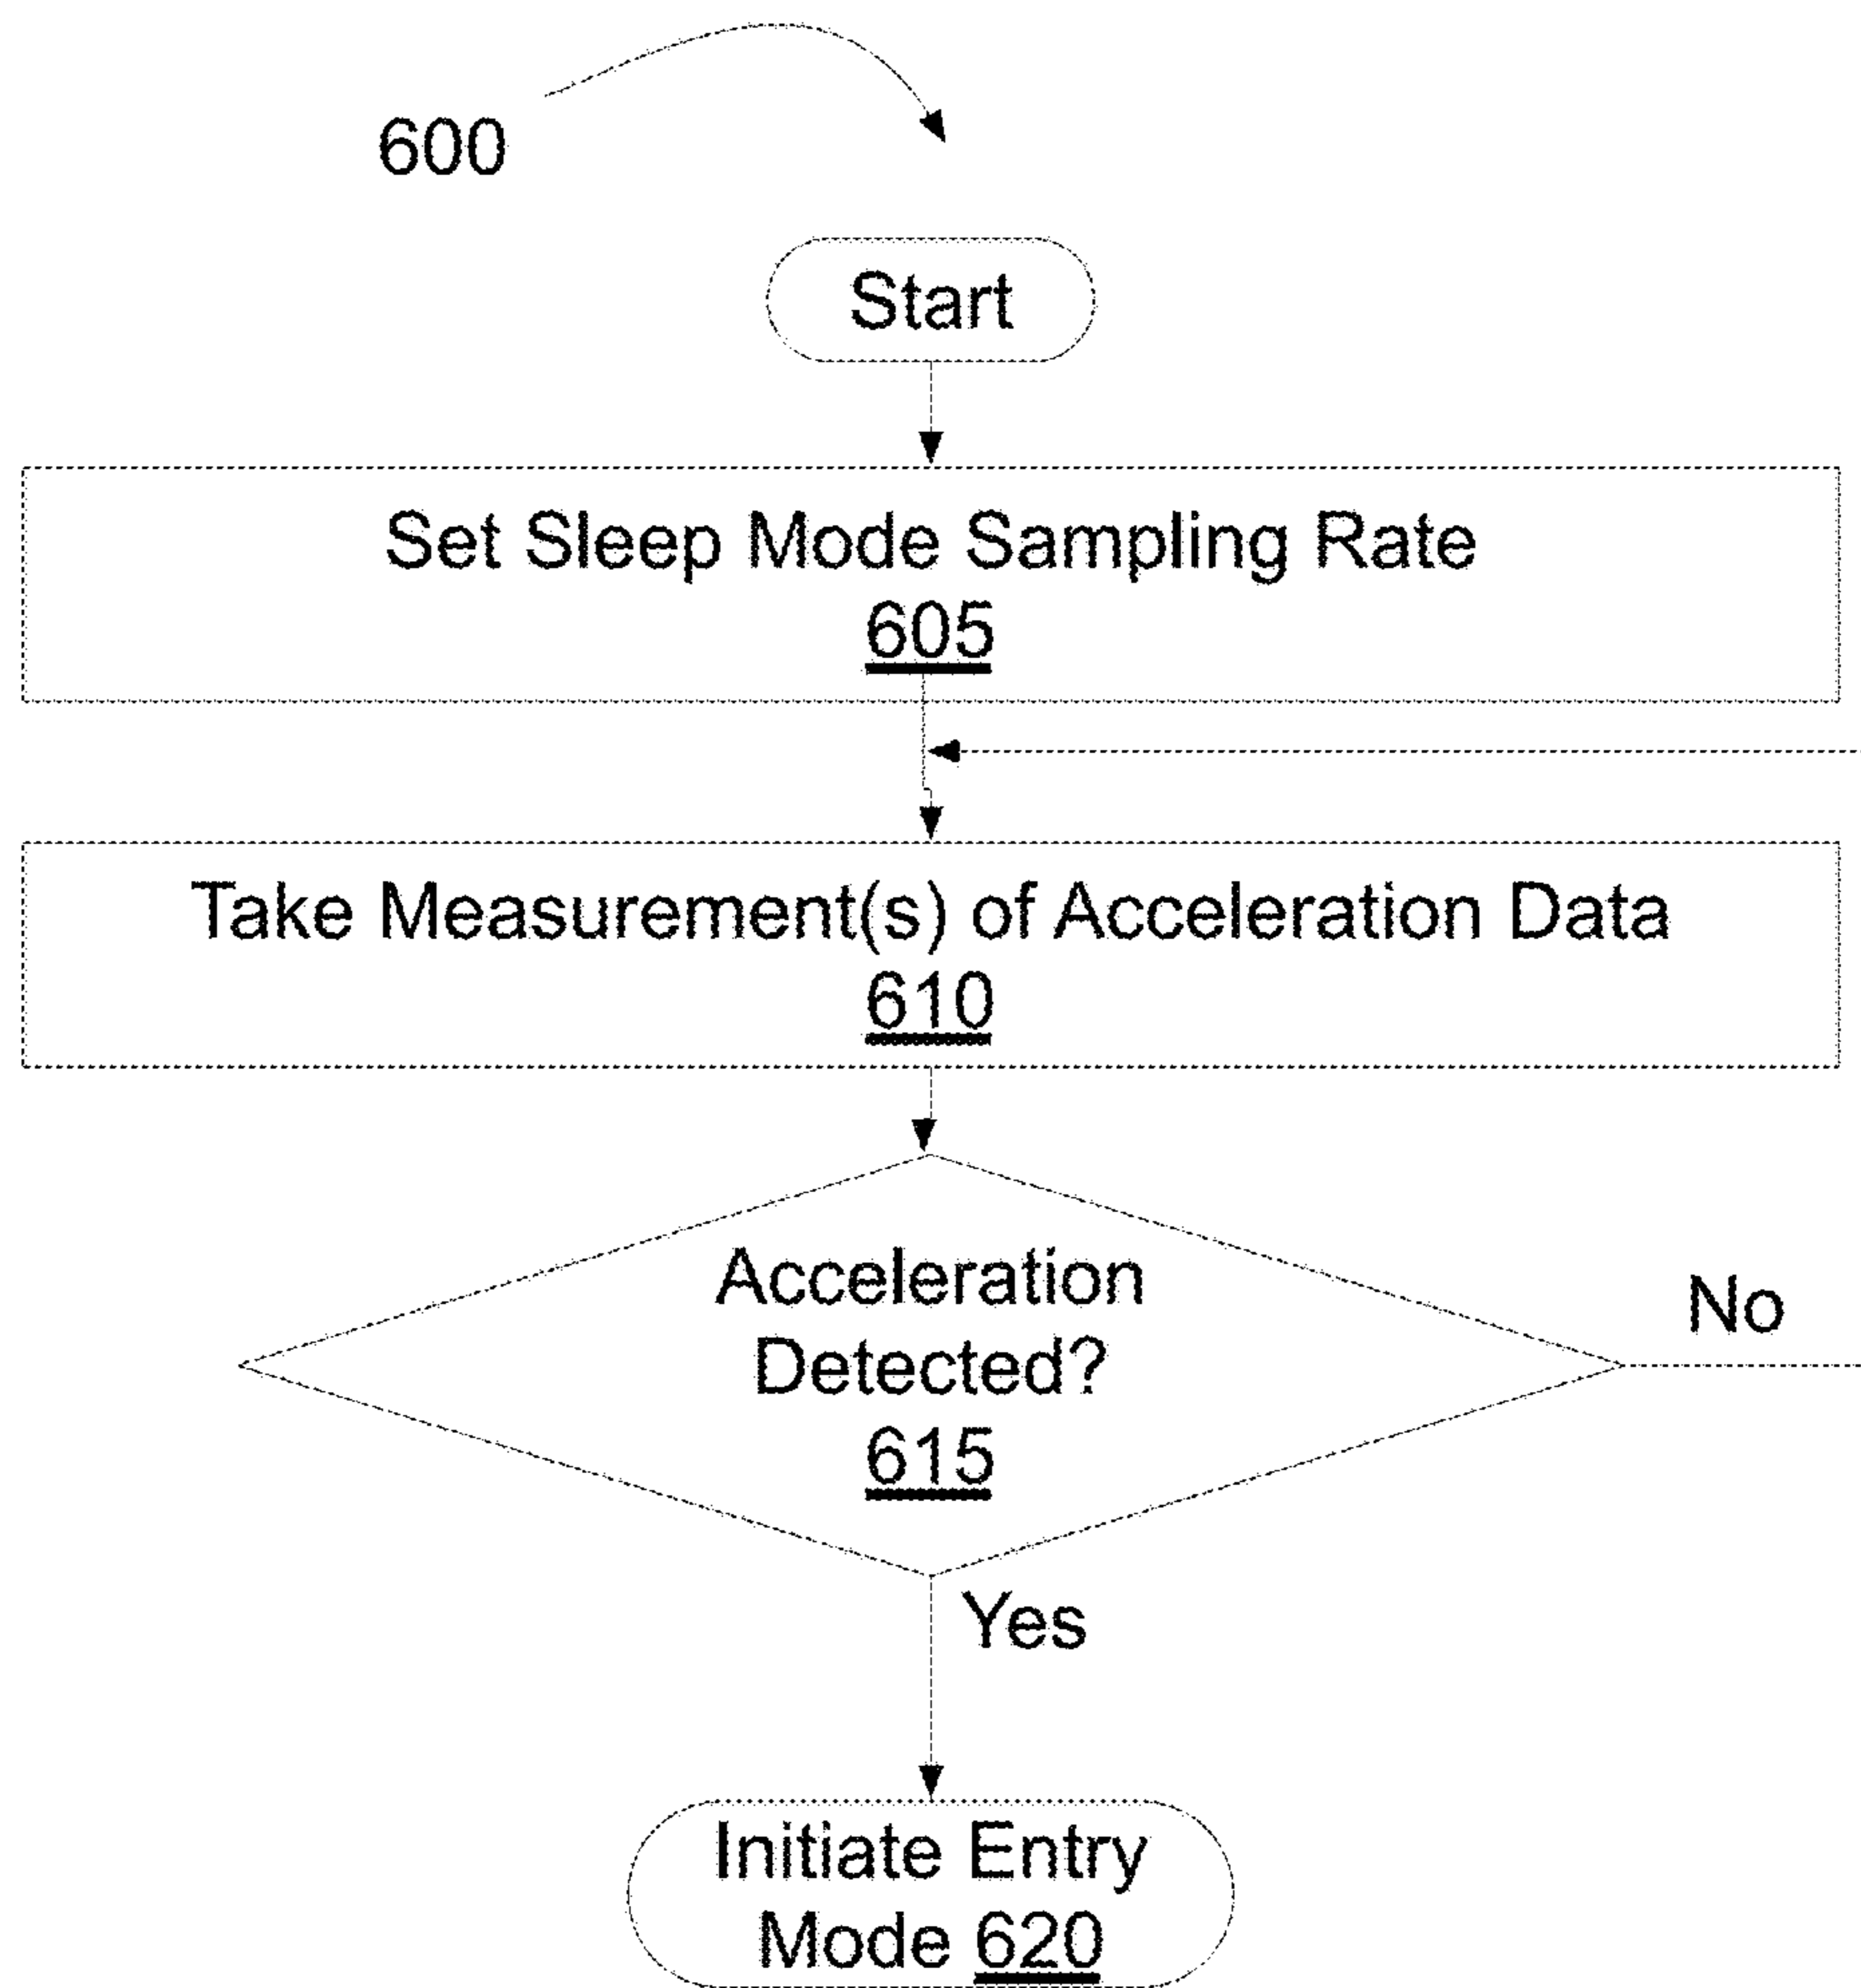 600
Start
Set Sleep Mode Sampling Rate
605
Take Measurement(s) of Acceleration Data
610
Acceleration
Detected?
615
No
Yes
Initiate Entry
Mode 620